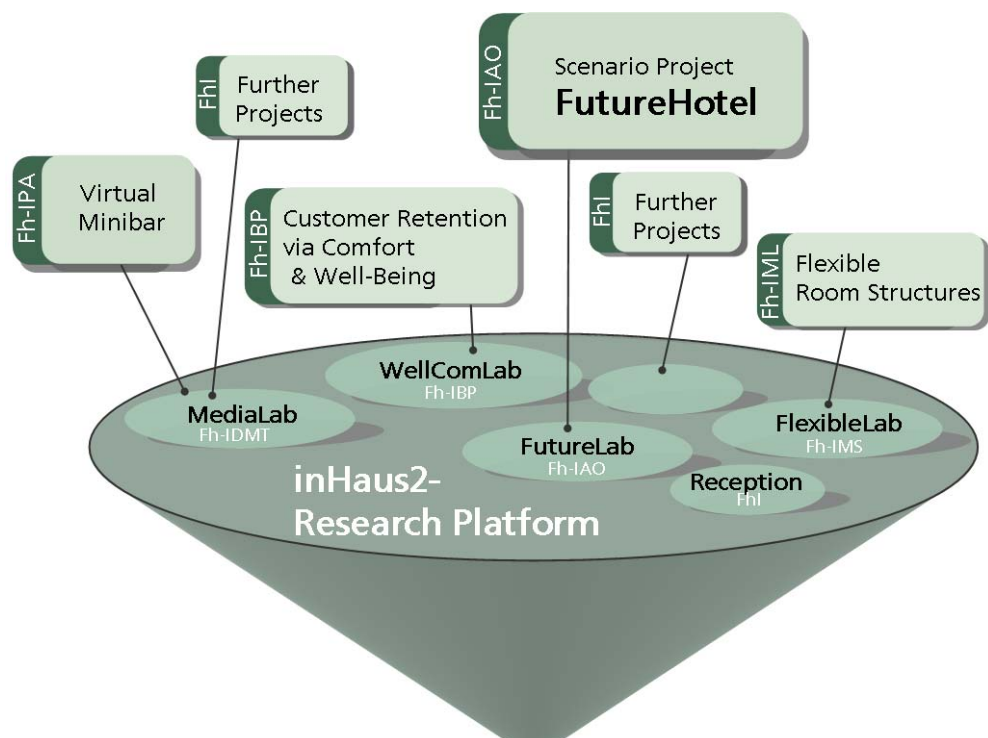 Fh-IAO
Scenario Project
FutureHotel
FhI
Further
Projects
Fh-IPA
Virtual
Minibar
Fh-IBP
Customer Retention
via Comfort
& Well-Being
FhI
Further
Projects
Fh-IML
Flexible
Room Structures
WellComLab
Fh-IBP
MediaLab
Fh-IDMT
FutureLab
Fh-IAO
FlexibleLab
Fh-IMS
Reception
FhI
inHaus2-
Research Platform